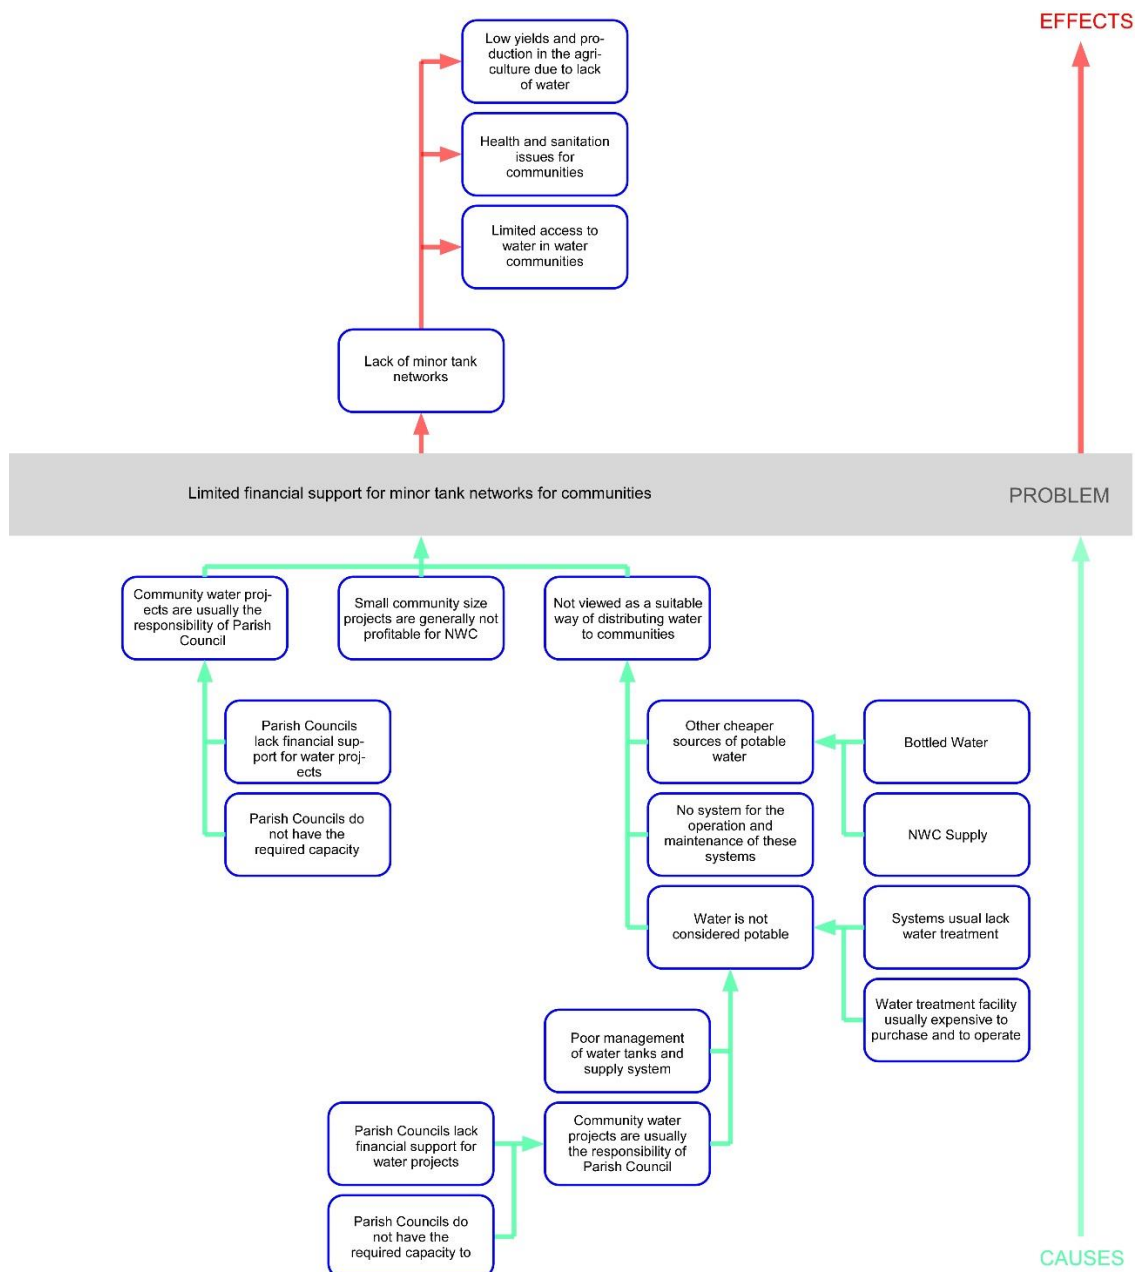 EFFECTS
Low yields and pro-
duction in the agri-
culture due to lack
of water
Health and sanitation
issues for
communities
Limited access to
water in water
communities
Lack of minor tank
networks
Limited financial support for minor tank networks for communities
PROBLEM
Community water proj-
ects are usually the
responsibility of Parish
Council
Small community size
projects are generally not
profitable for NWC
Not viewed as a suitable
way of distributing water
to communities
Parish Councils
lack financial sup-
port for water proj-
ects
Other cheaper
sources of potable
water
Bottled Water
Parish Councils do
not have the
required capacity
No system for the
operation and
maintenance of these
systems
NWC Supply
Water is not
considered potable
Systems usual lack
water treatment
Water treatment facility
usually expensive to
purchase and to operate
Poor management
of water tanks and
supply system
Parish Councils lack
financial support for
water projects
Community water
projects are usually
the responsibility of
Parish Council
Parish Councils do
not have the
required capacity to
CAUSES